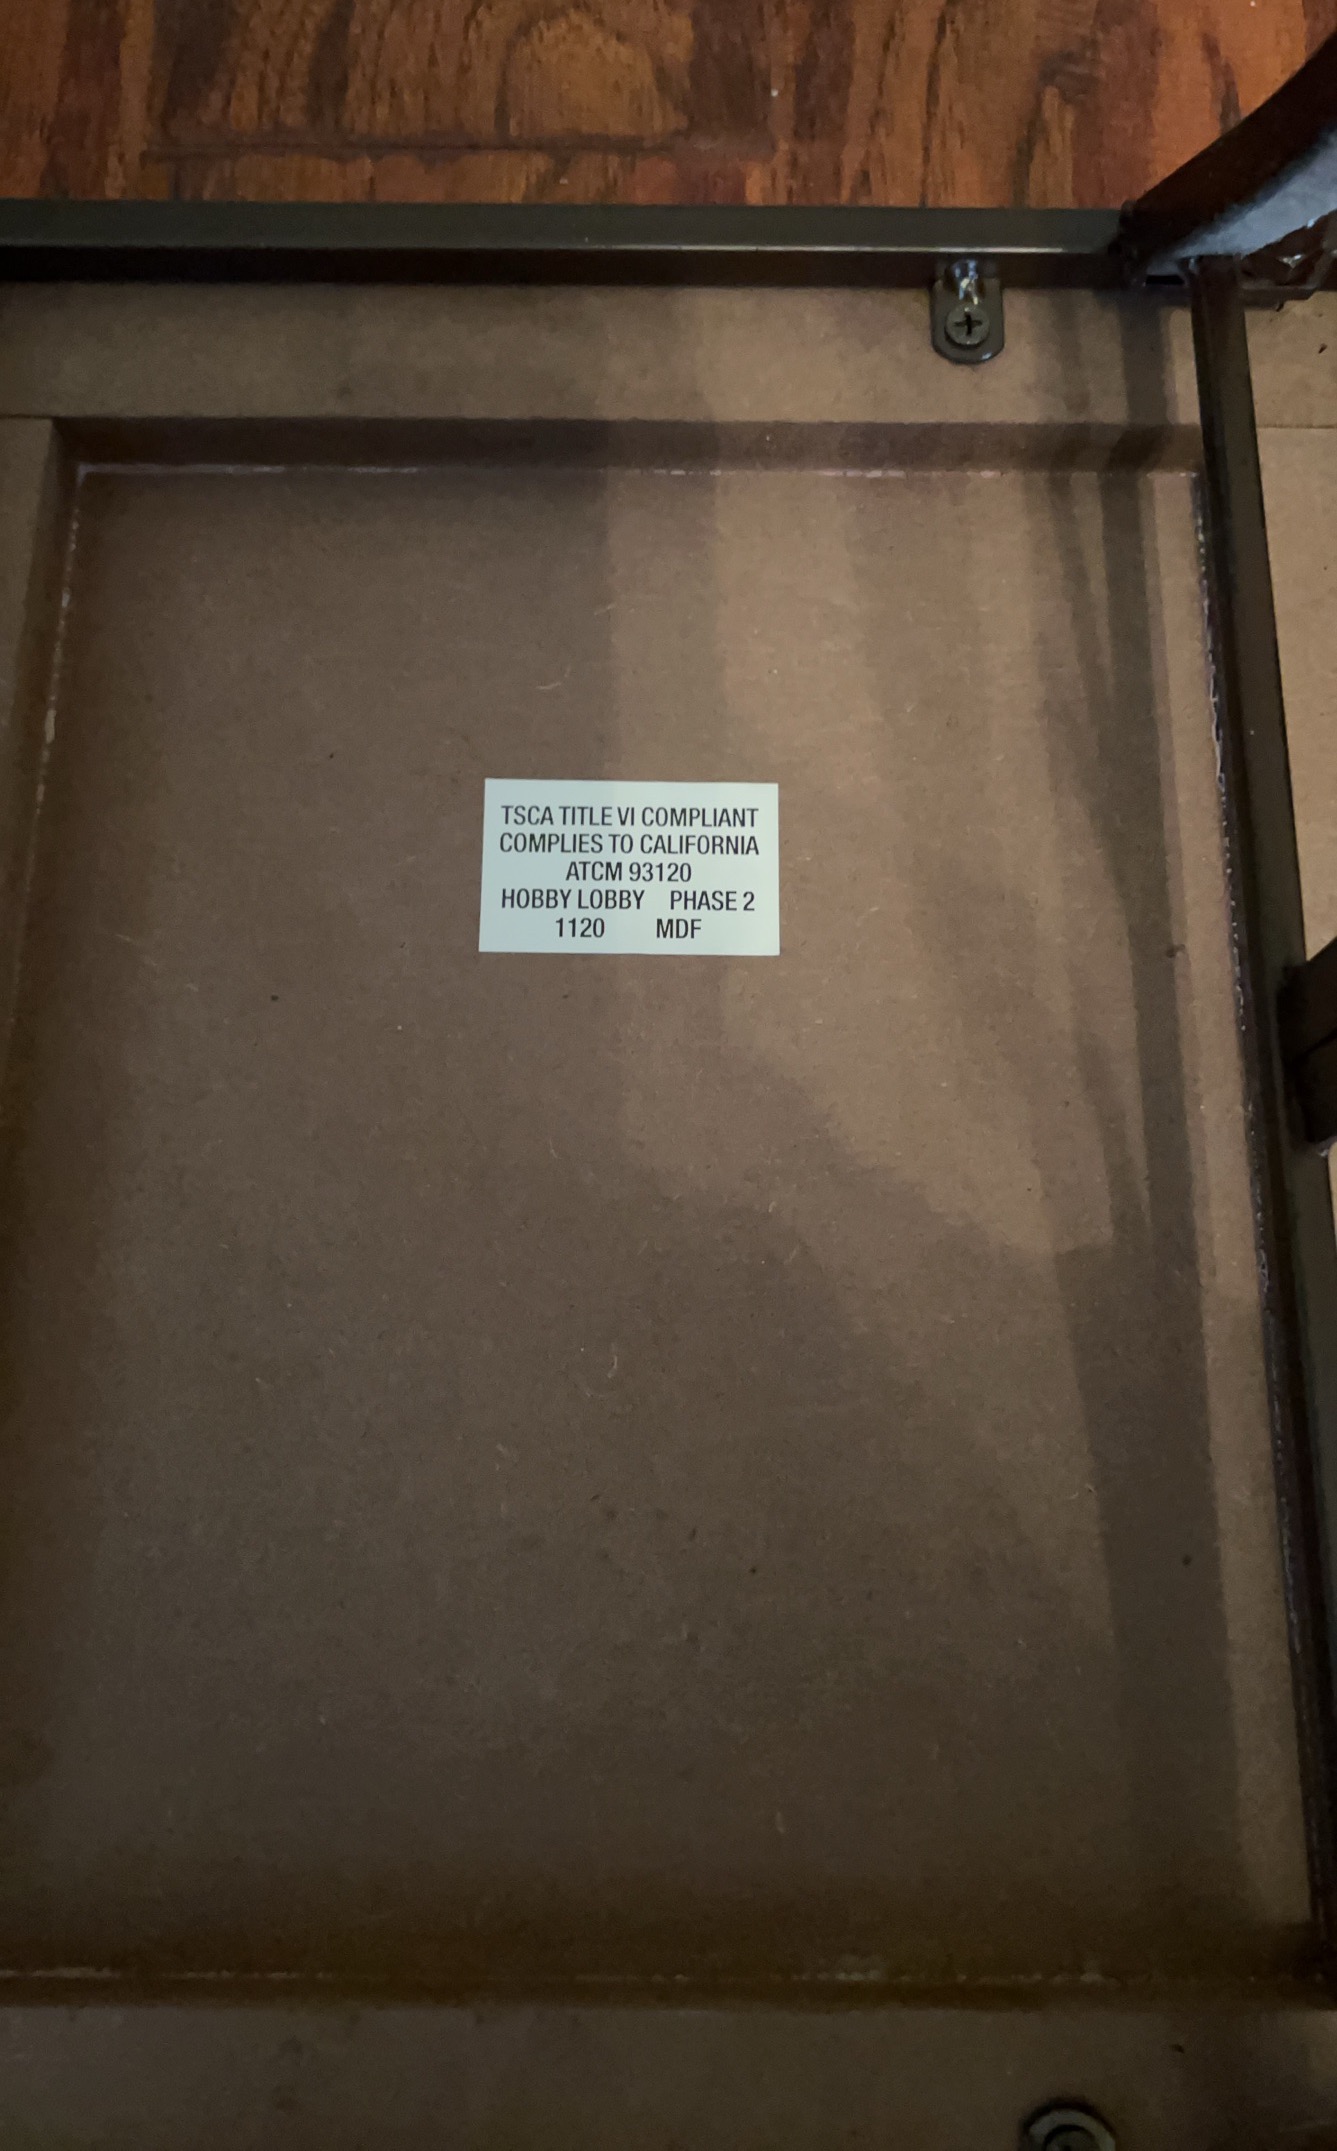 TSCA TITLE VI COMPLIANT
COMPLIES TO CALIFORNIA
ATCM 93120
HOBBY LOBBY PHASE 2
1120 MDF